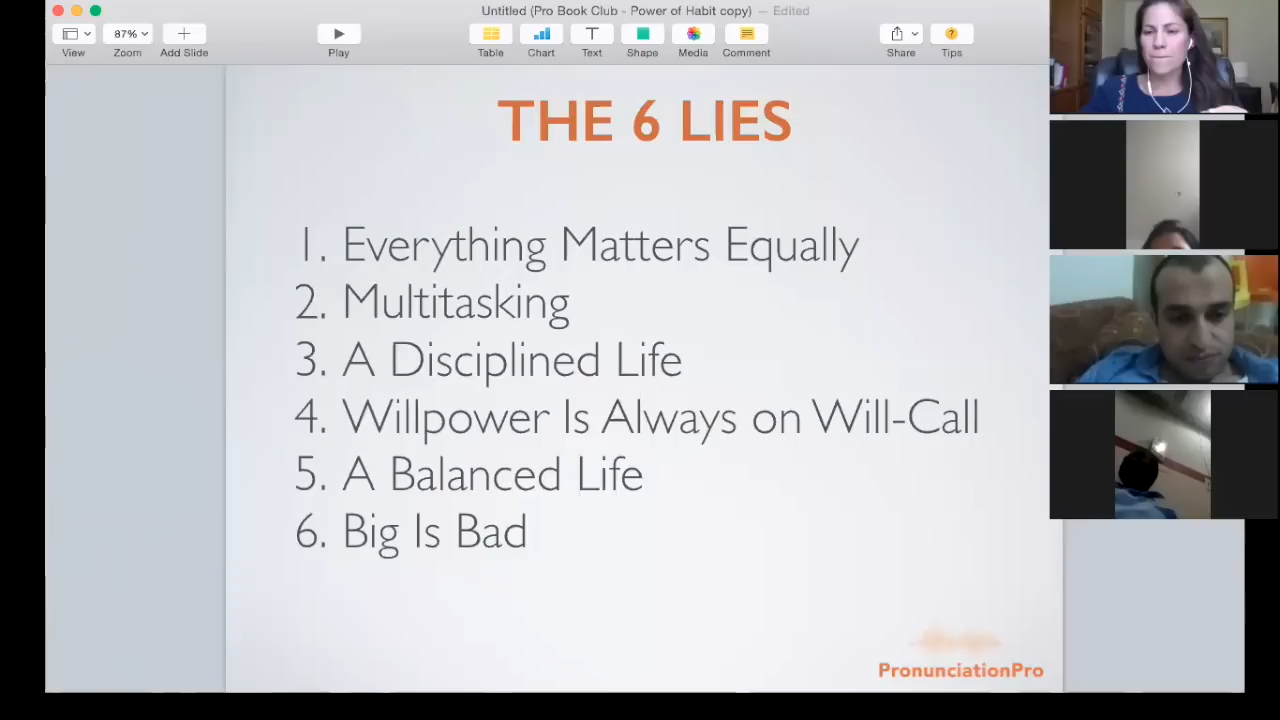 Untitled (Pro Book Club - Power of Habit copy) — Edited
87%
View Zoom Add Slide Play Table Chart Text Shape Media Comment Share Tips
THE 6 LIES
1. Everything Matters Equally
2. Multitasking
3. A Disciplined Life
4. Willpower Is Always on Will-Call
5. A Balanced Life
6. Big Is Bad
PronunciationPro